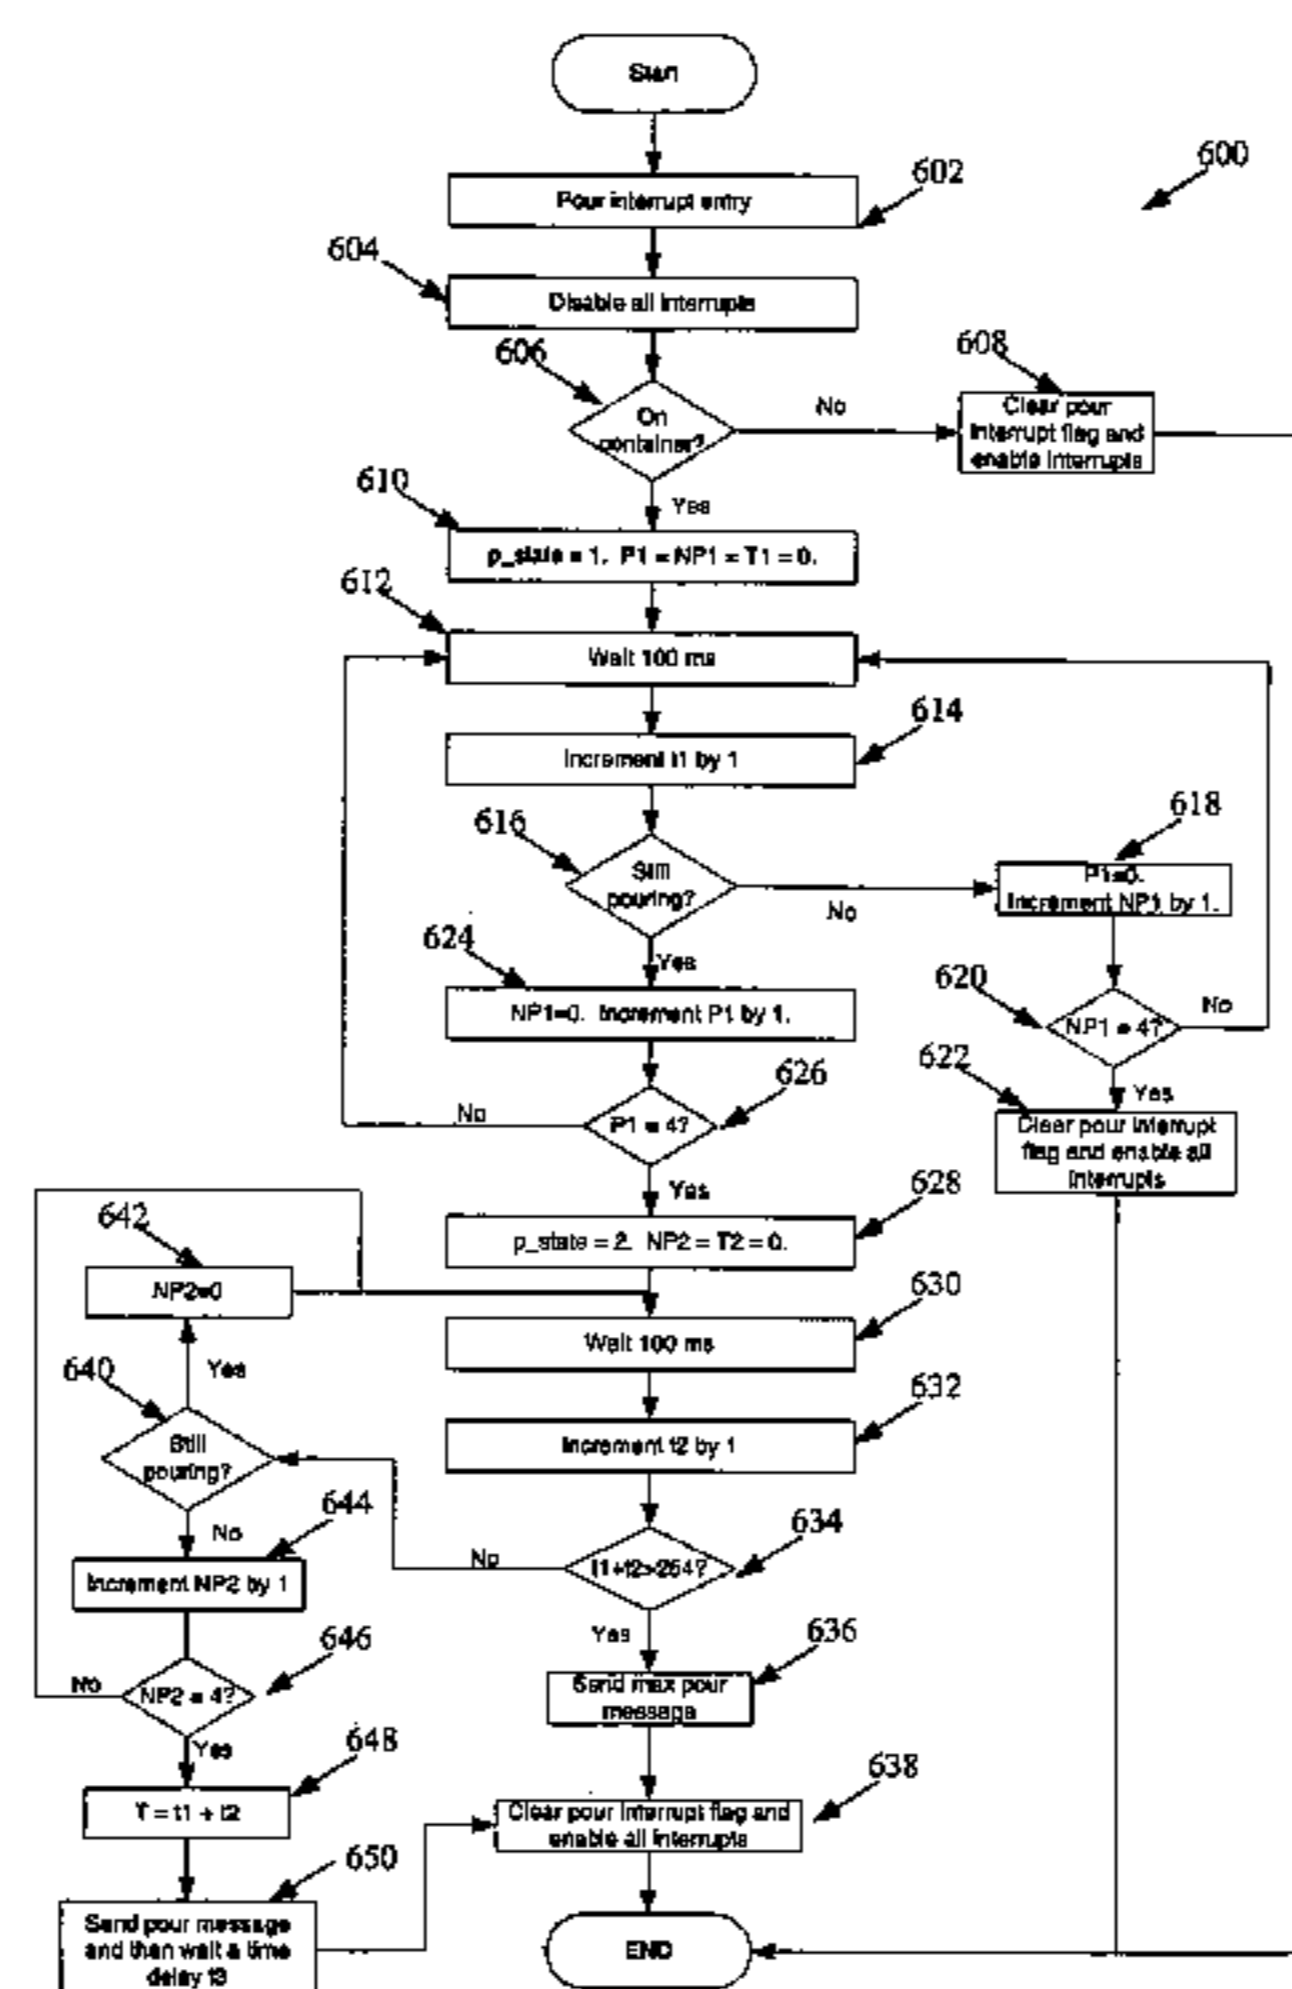 Start
600
602
Pour interrupt entry
604
Disable all interrupts
606
608
On
container?
No
Clear pour
interrupt flag and
enable interrupts
Yes
610
p_state = 1. P1 = NP1 = T1 = 0.
612
Wait 100 ms
614
Increment t1 by 1
616
618
Still
pouring?
No
P1=0.
Increment NP1 by 1.
Yes
624
620
NP1=0. Increment P1 by 1.
NP1 = 4?
No
622
626
Yes
No
P1 = 4?
Clear pour interrupt
flag and enable all
interrupts
Yes
628
642
p_state = 2. NP2 = T2 = 0.
NP2=0
630
Wait 100 ms
Yes
640
632
Still
pouring?
Increment t2 by 1
644
634
No
No
t1+t2>254?
Increment NP2 by 1
Yes
636
646
No
NP2 = 4?
Send max pour
message
Yes
648
638
T = t1 + t2
Clear pour interrupt flag and
enable all interrupts
650
Send pour message
and then wait a time
delay t3
END